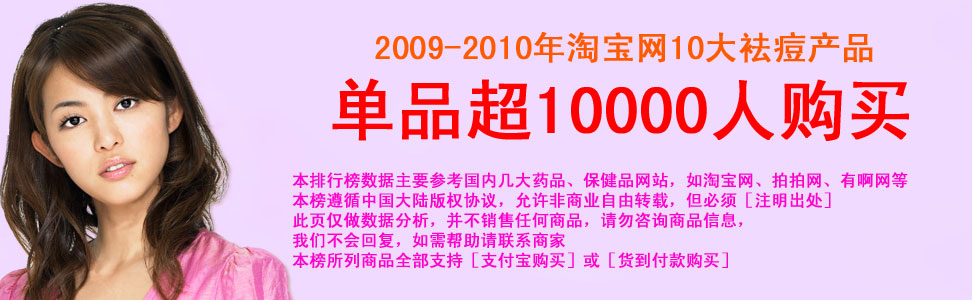 2009-2010年淘宝网10大祛痘产品
单品超10000人购买
本排行榜数据主要参考国内几大药品、保健品网站，如淘宝网、拍拍网、有啊网等
本榜遵循中国大陆版权协议，允许非商业自由转载，但必须［注明出处］
此页仅做数据分析，并不销售任何商品，请勿咨询商品信息，
我们不会回复，如需帮助请联系商家
本榜所列商品全部支持［支付宝购买］或［货到付款购买］